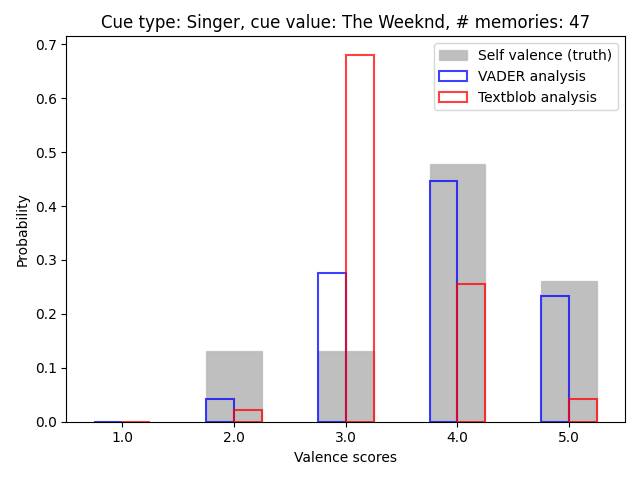 Cue type: Singer, cue value: The Weeknd, # memories: 47
Self valence (truth)
VADER analysis
Textblob analysis
Probability
0.7
0.6
0.5
0.4
0.3
0.2
0.1
0.0
1.0 2.0 3.0 4.0 5.0
Valence scores